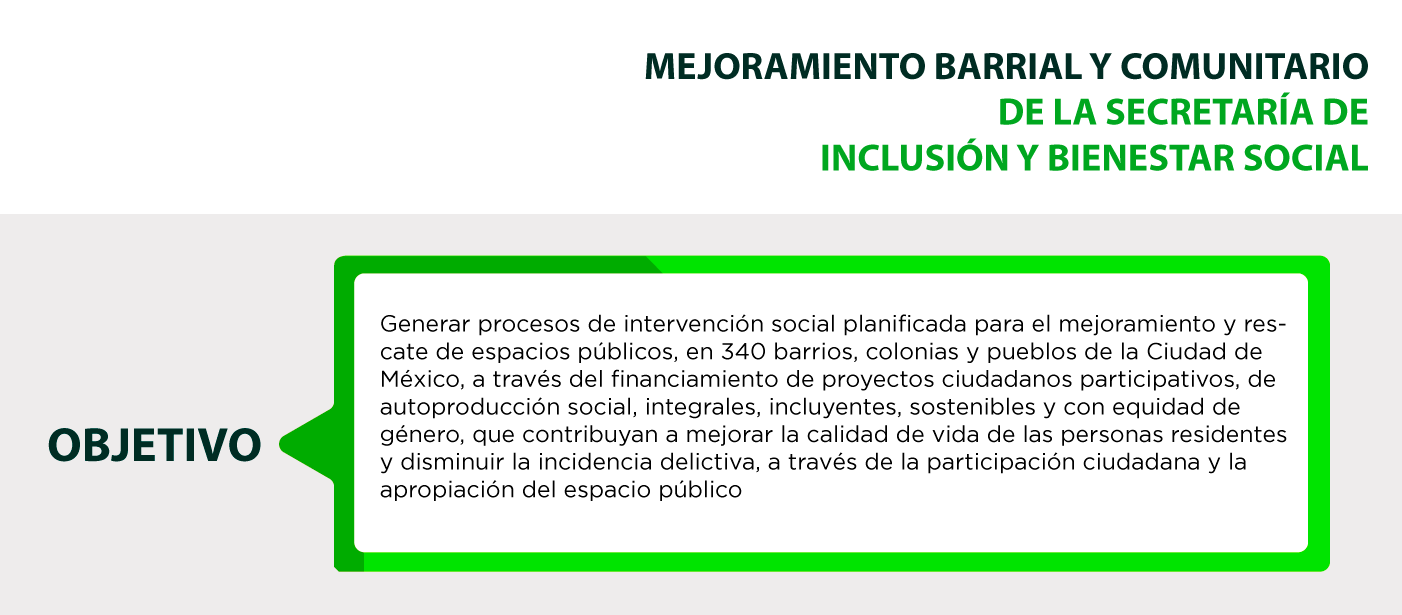 MEJORAMIENTO BARRIAL Y COMUNITARIO
DE LA SECRETARÍA DE
INCLUSIÓN Y BIENESTAR SOCIAL
OBJETIVO
Generar procesos de intervención social planificada para el mejoramiento y res-
cate de espacios públicos, en 340 barrios, colonias y pueblos de la Ciudad de
México, a través del financiamiento de proyectos ciudadanos participativos, de
autoproducción social, integrales, incluyentes, sostenibles y con equidad de
género, que contribuyan a mejorar la calidad de vida de las personas residentes
y disminuir la incidencia delictiva, a través de la participación ciudadana y la
apropiación del espacio público